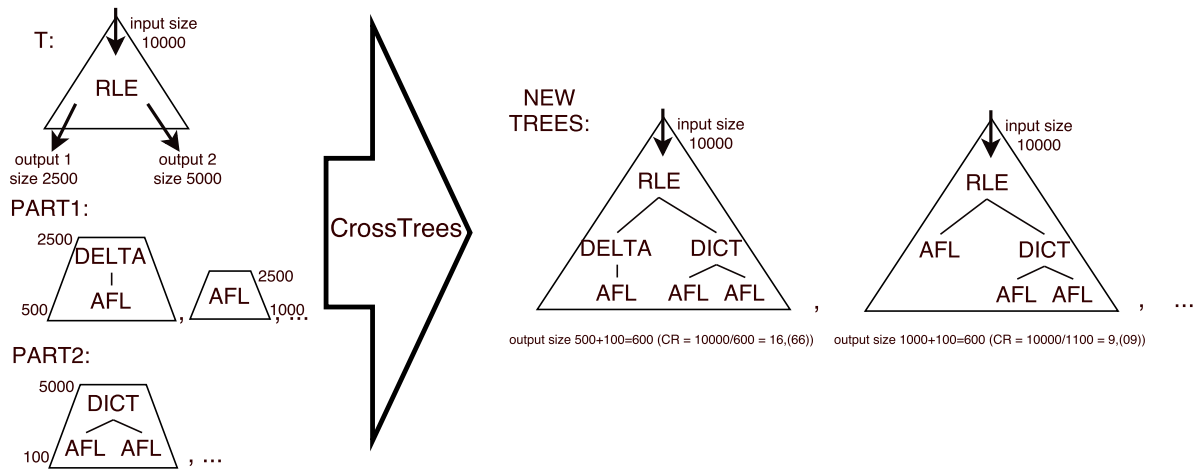 T:
input size
10000
RLE
output 1
size 2500
output 2
size 5000
PART1:
2500
DELTA
AFL
500
,
AFL
2500
1000
, ...
PART2:
5000
DICT
AFL AFL
100
, ...
CrossTrees
NEW
TREES:
input size
10000
RLE
DELTA DICT
AFL AFL AFL
,
output size 500+100=600 (CR = 10000/600 = 16,(66))
input size
10000
RLE
AFL DICT
AFL AFL
, ...
output size 1000+100=600 (CR = 10000/1100 = 9,(09))